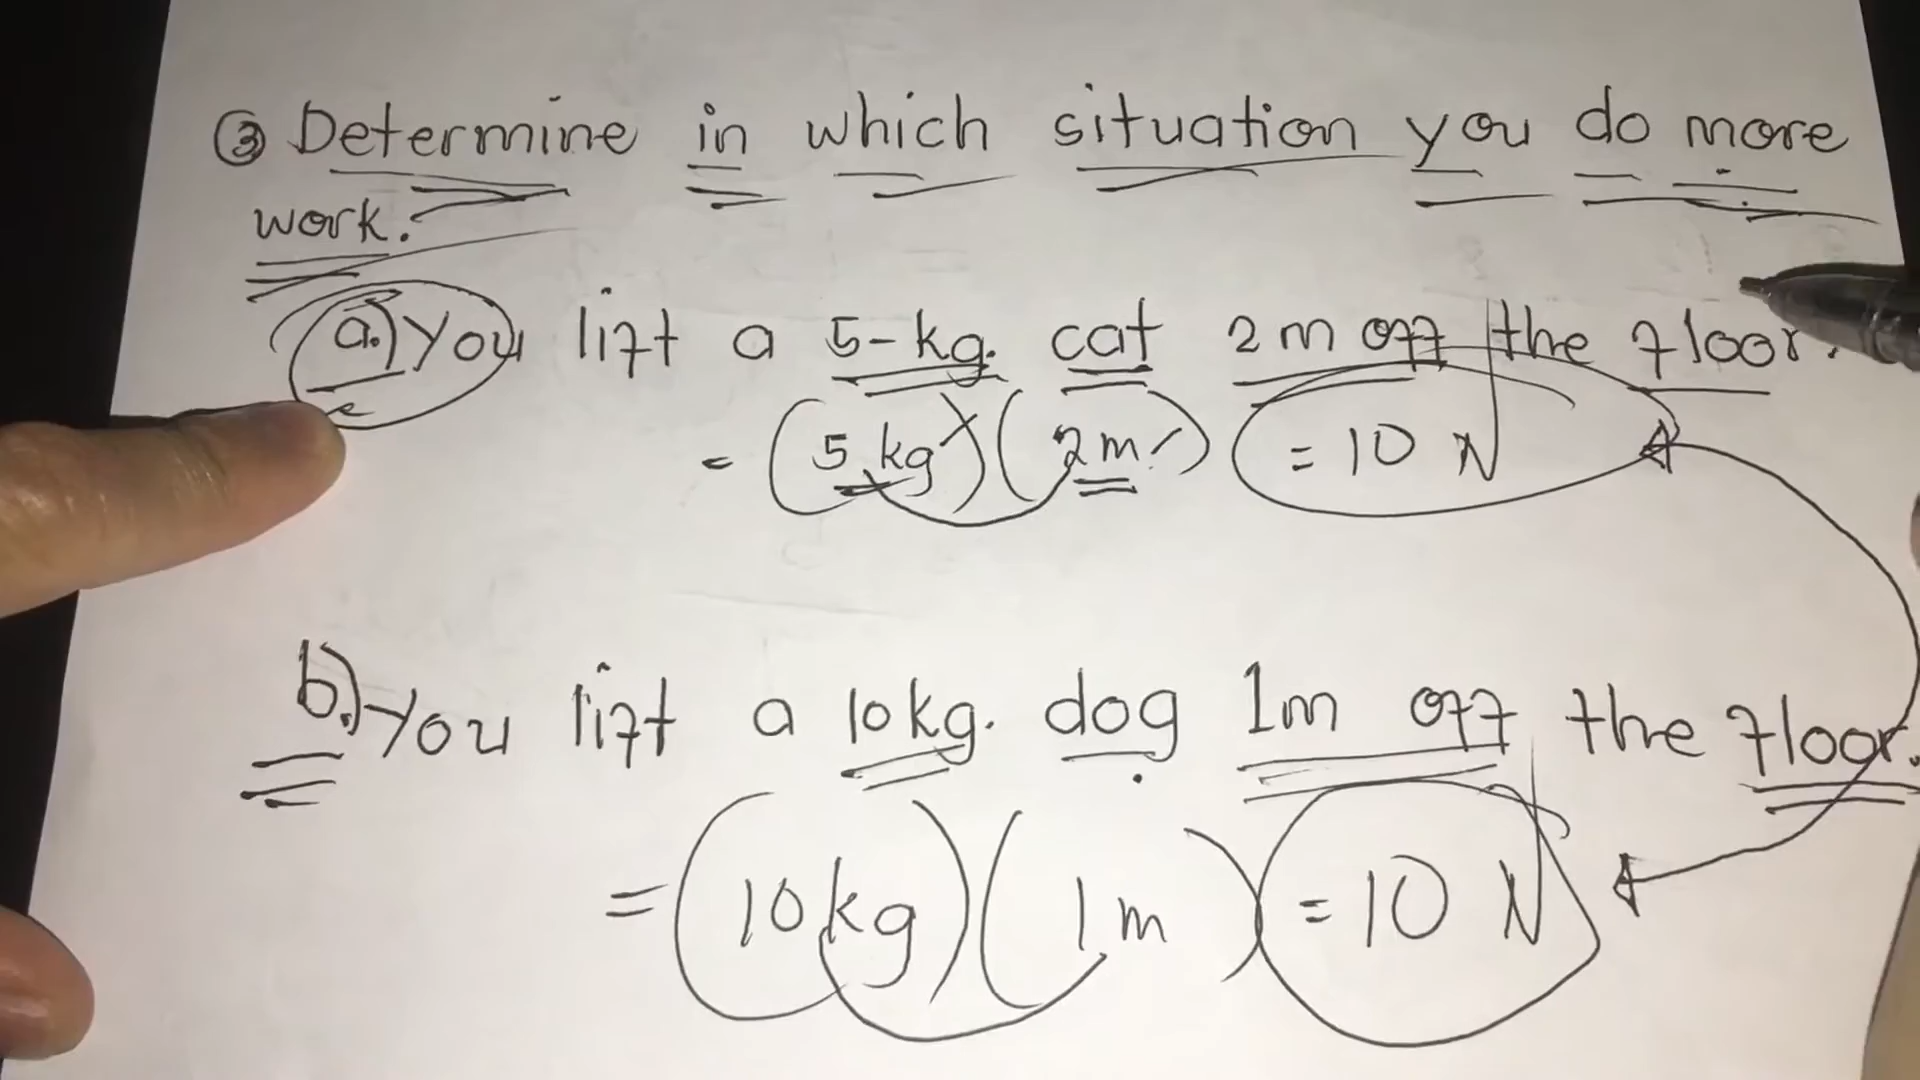 ③ Determine in which situation you do more
work.
a.) You lift a 5-kg. cat 2m off the floor.
= (5 kg) (2m) = 10 N
b.) You lift a 10kg. dog 1m off the floor.
= (10kg) (1m) = 10 N